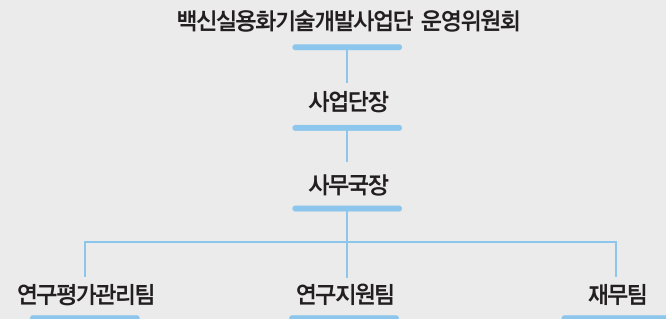 백신실용화기술개발사업단 운영위원회
사업단장
사무국장
연구평가관리팀 연구지원팀 재무팀